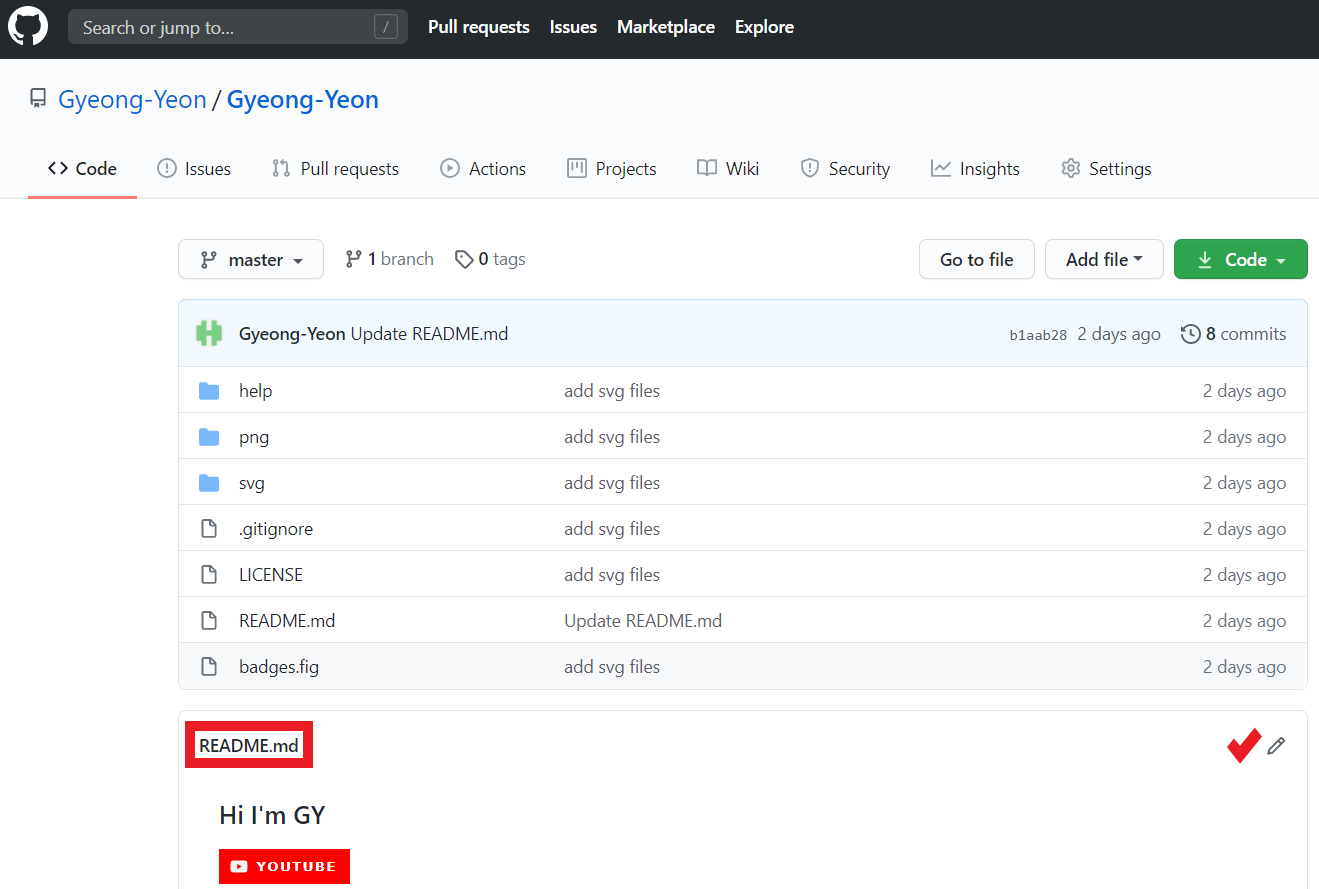 Search or jump to... / Pull requests Issues Marketplace Explore
Gyeong-Yeon / Gyeong-Yeon
Code Issues Pull requests Actions Projects Wiki Security Insights Settings
master 1 branch 0 tags Go to file Add file Code
Gyeong-Yeon Update README.md b1aab28 2 days ago 8 commits
help add svg files 2 days ago
png add svg files 2 days ago
svg add svg files 2 days ago
.gitignore add svg files 2 days ago
LICENSE add svg files 2 days ago
README.md Update README.md 2 days ago
badges.fig add svg files 2 days ago
README.md
Hi I'm GY
YOUTUBE